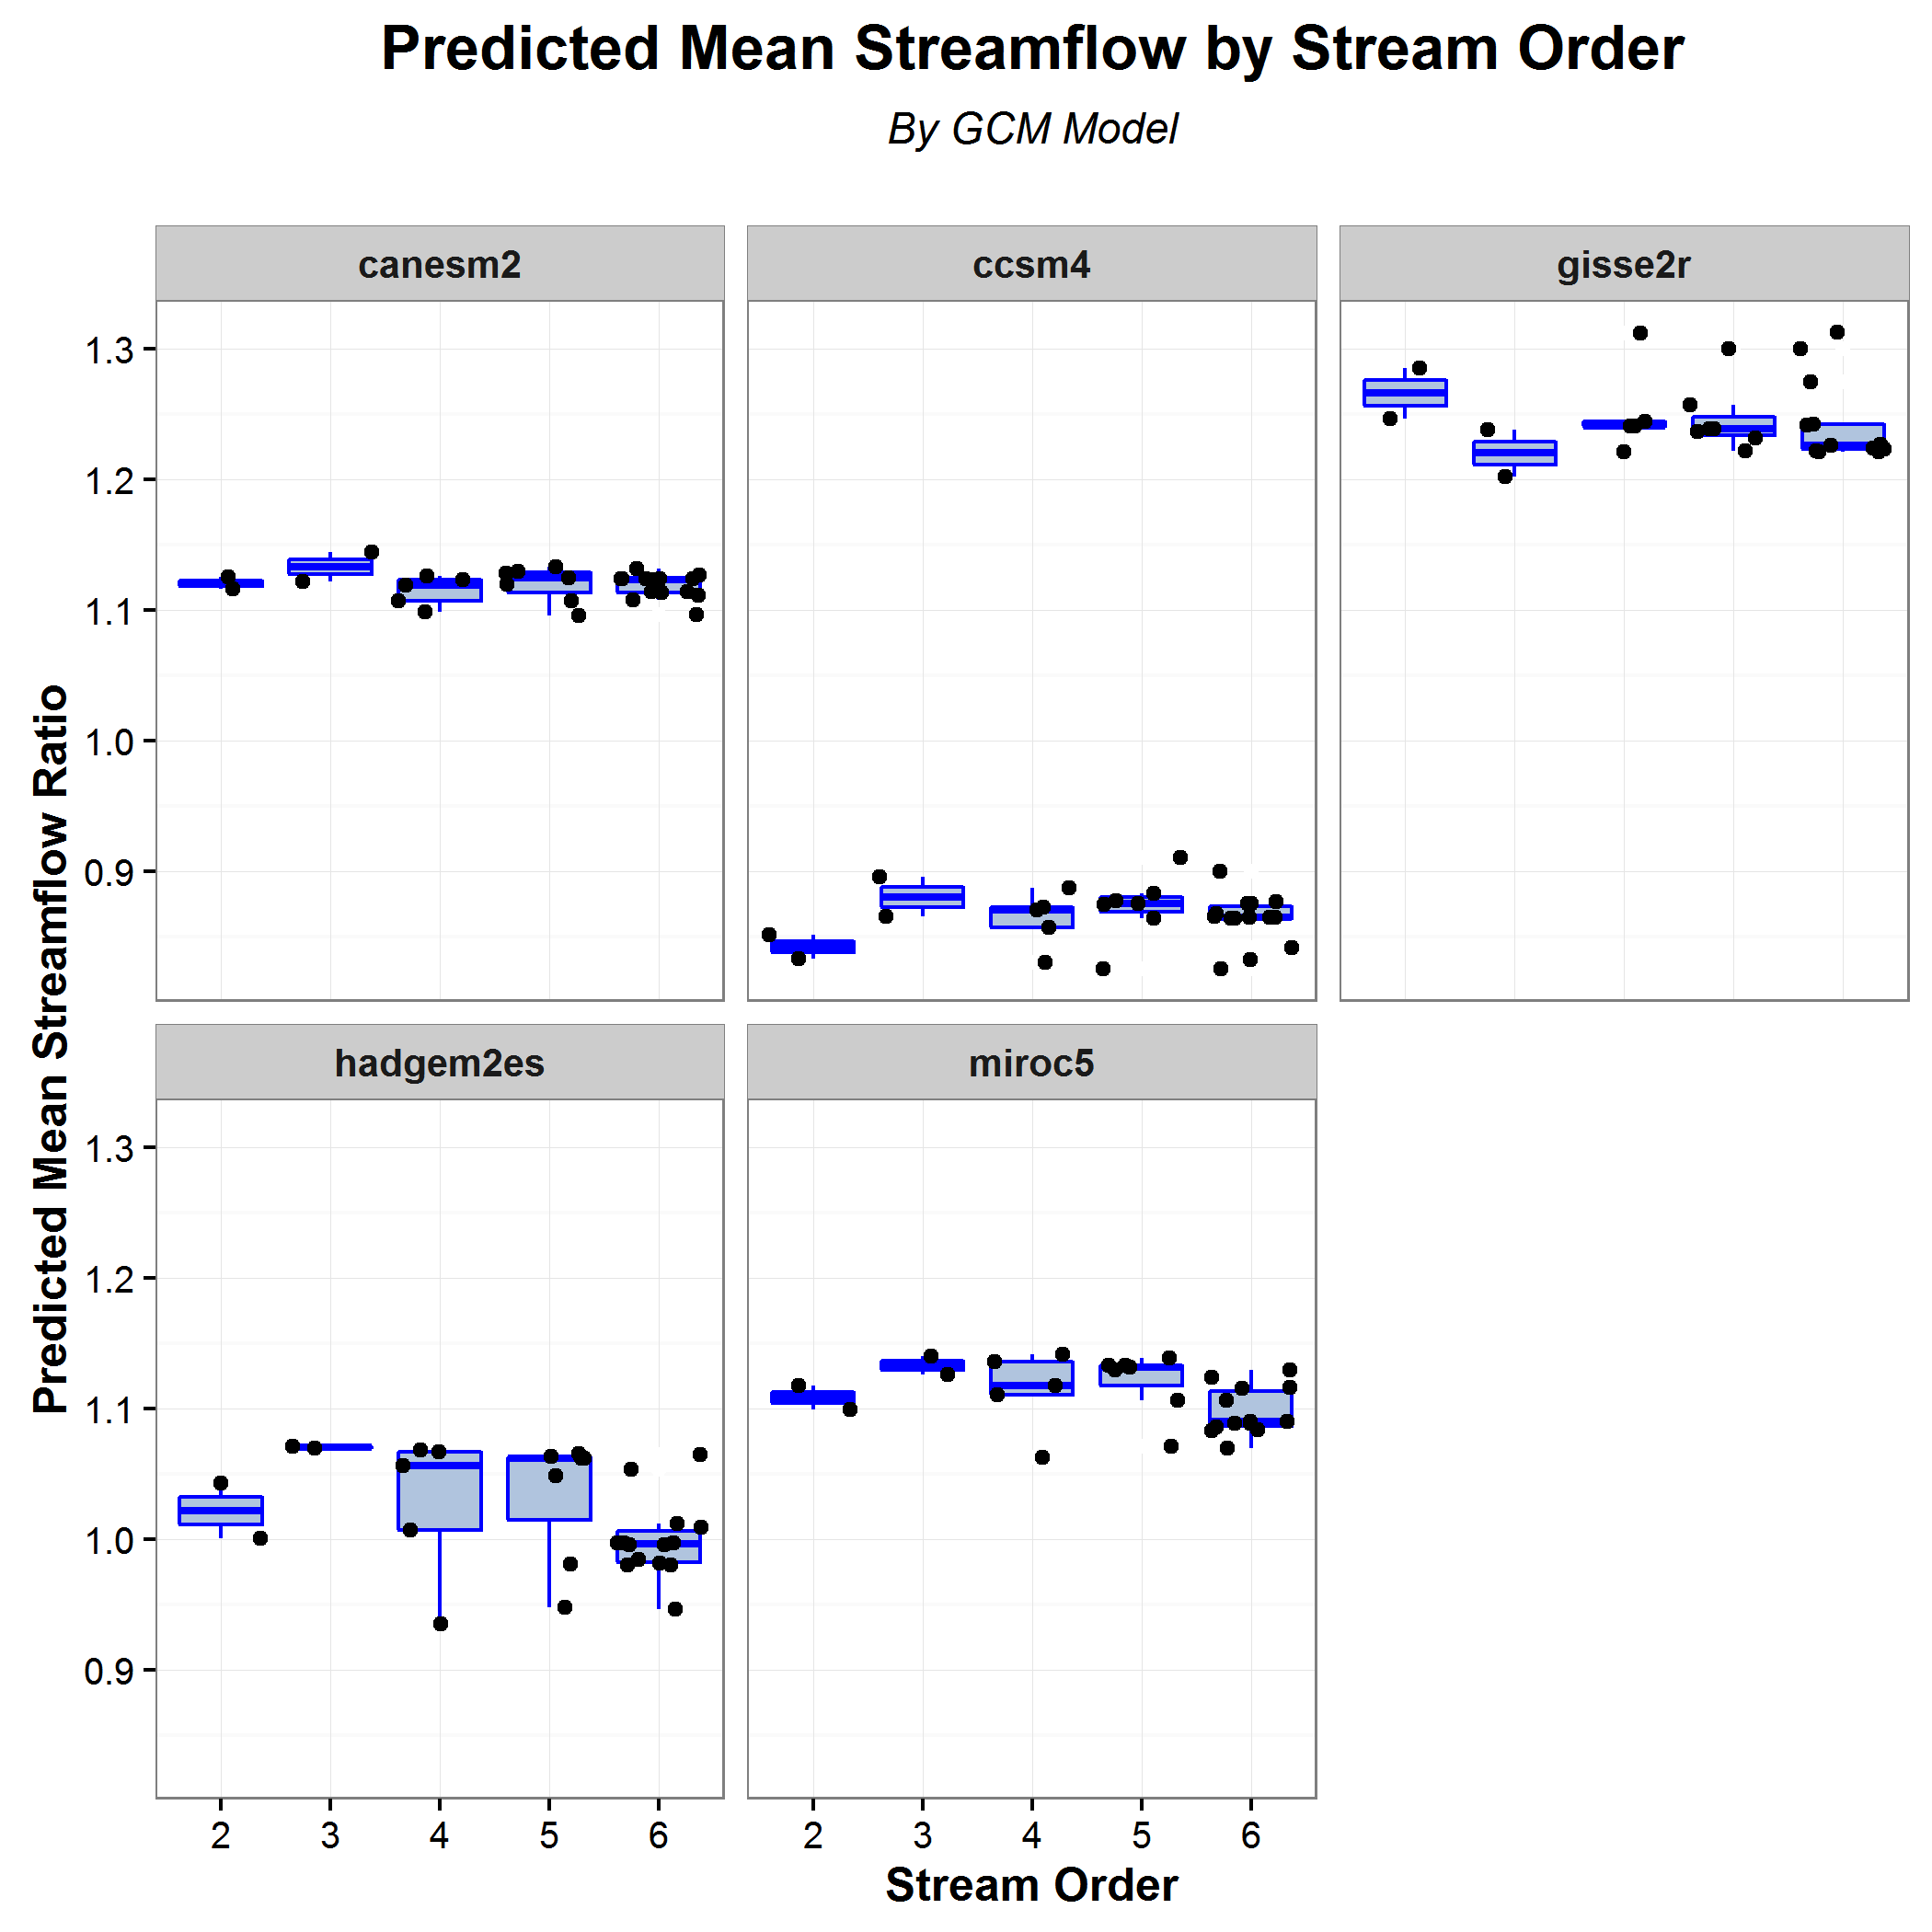 Predicted Mean Streamflow by Stream Order
By GCM Model
canesm2
ccsm4
gisse2r
1.3
1.2
1.1
1.0
0.9
Predicted Mean Streamflow Ratio
hadgem2es
miroc5
1.3
1.2
1.1
1.0
0.9
2 3 4 5 6
2 3 4 5 6
Stream Order